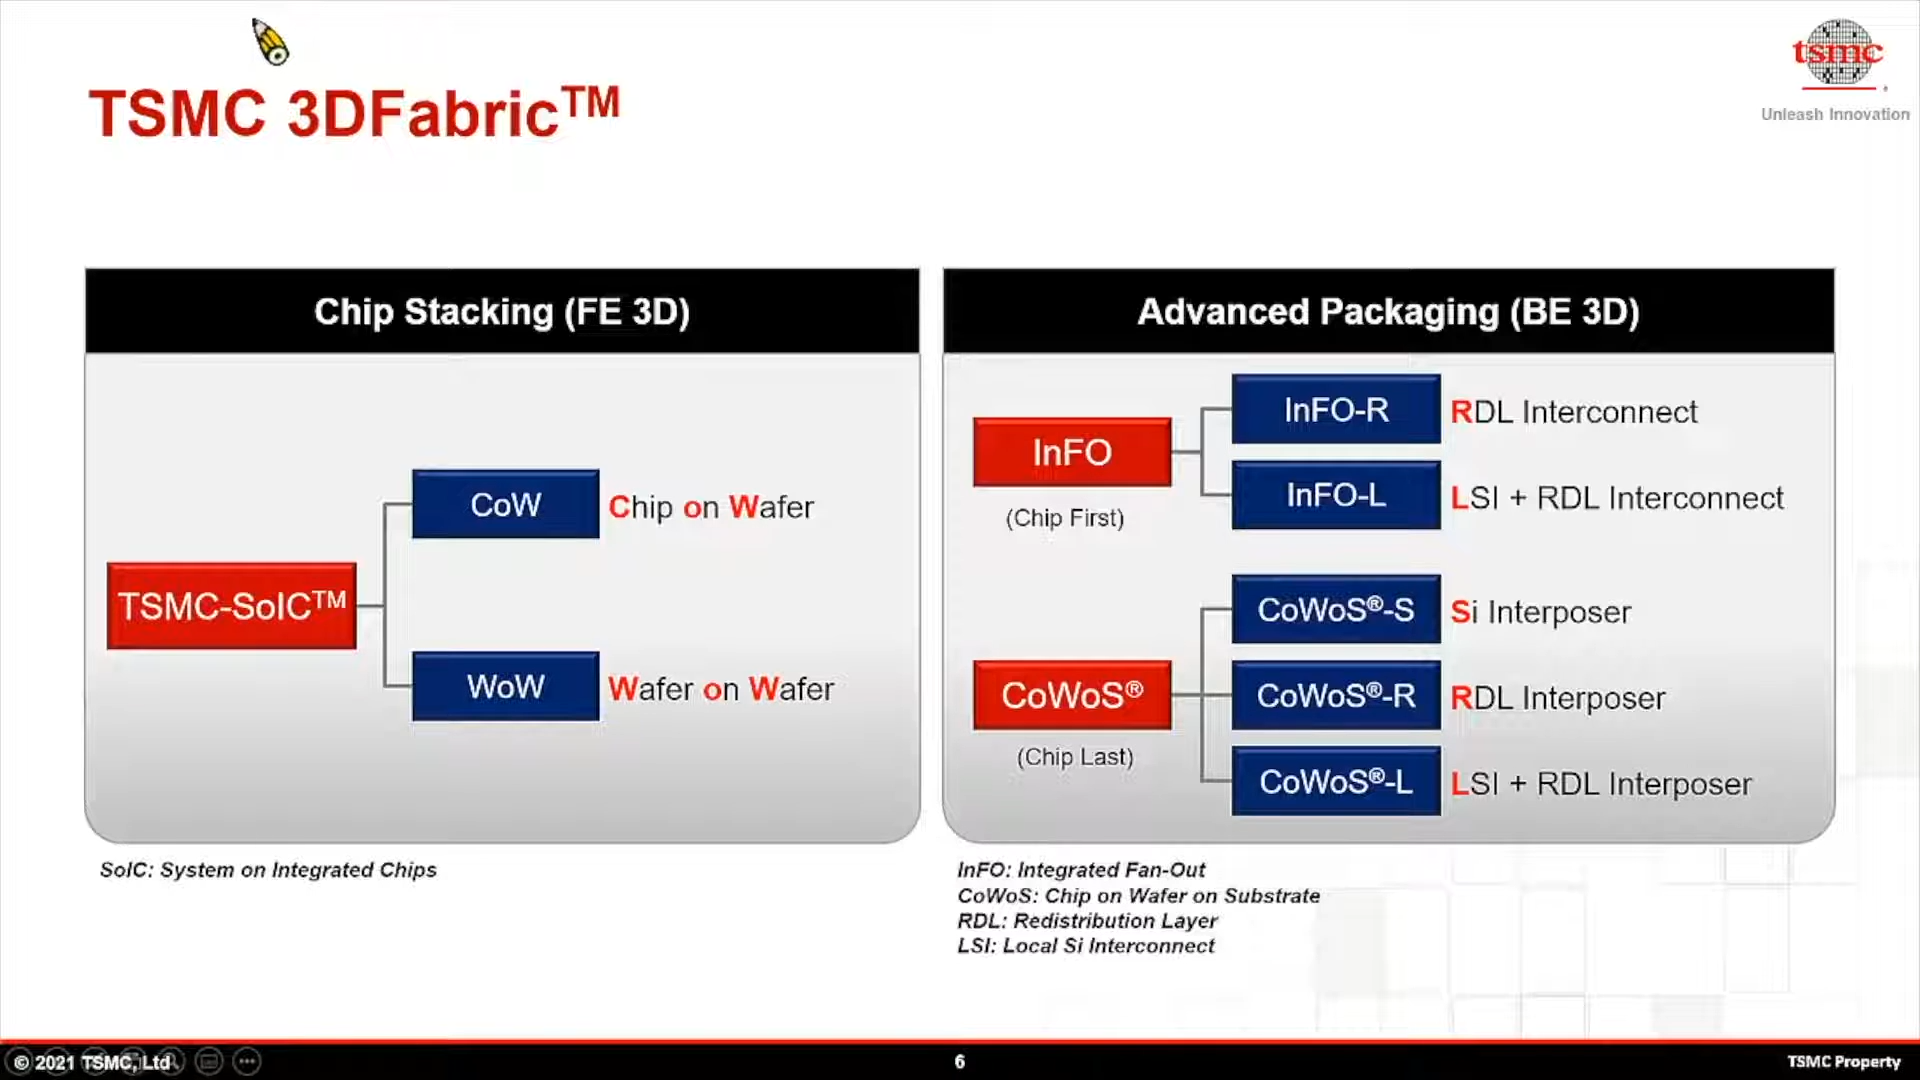 tsmc
Unleash Innovation
TSMC 3DFabric™
Chip Stacking (FE 3D)
TSMC-SoIC™
CoW
Chip on Wafer
WoW
Wafer on Wafer
SoIC: System on Integrated Chips
Advanced Packaging (BE 3D)
InFO
(Chip First)
InFO-R
RDL Interconnect
InFO-L
LSI + RDL Interconnect
CoWoS®
(Chip Last)
CoWoS®-S
Si Interposer
CoWoS®-R
RDL Interposer
CoWoS®-L
LSI + RDL Interposer
InFO: Integrated Fan-Out
CoWoS: Chip on Wafer on Substrate
RDL: Redistribution Layer
LSI: Local Si Interconnect
© 2021 TSMC, Ltd
6
TSMC Property